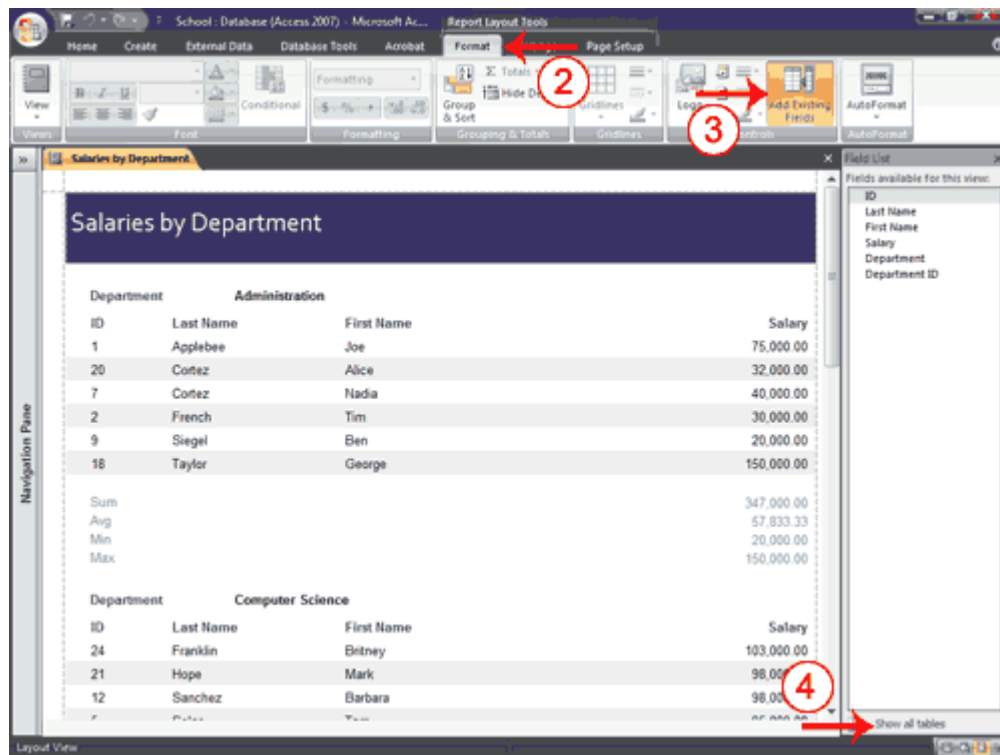 School : Database (Access 2007) - Microsoft Ac...
Report Layout Tools
Home Create External Data Database Tools Acrobat Format Page Setup
2
View
B I U
Conditional
Formatting
$ % ,
Group & Sort
Σ Totals
Hide De
Gridlines
Logo
3
Add Existing Fields
AutoFormat
Views Font Formatting Grouping & Totals Gridlines Controls AutoFormat
» Salaries by Department × Field List ×
Fields available for this view:
ID
Last Name
First Name
Salary
Department
Department ID
Navigation Pane
Salaries by Department
Department Administration
ID Last Name First Name Salary
1 Applebee Joe 75,000.00
20 Cortez Alice 32,000.00
7 Cortez Nadia 40,000.00
2 French Tim 30,000.00
9 Siegel Ben 20,000.00
18 Taylor George 150,000.00
Sum 347,000.00
Avg 57,833.33
Min 20,000.00
Max 150,000.00
Department Computer Science
ID Last Name First Name Salary
24 Franklin Britney 103,000.00
21 Hope Mark 98,00
12 Sanchez Barbara 98,00
4
Show all tables
Layout View